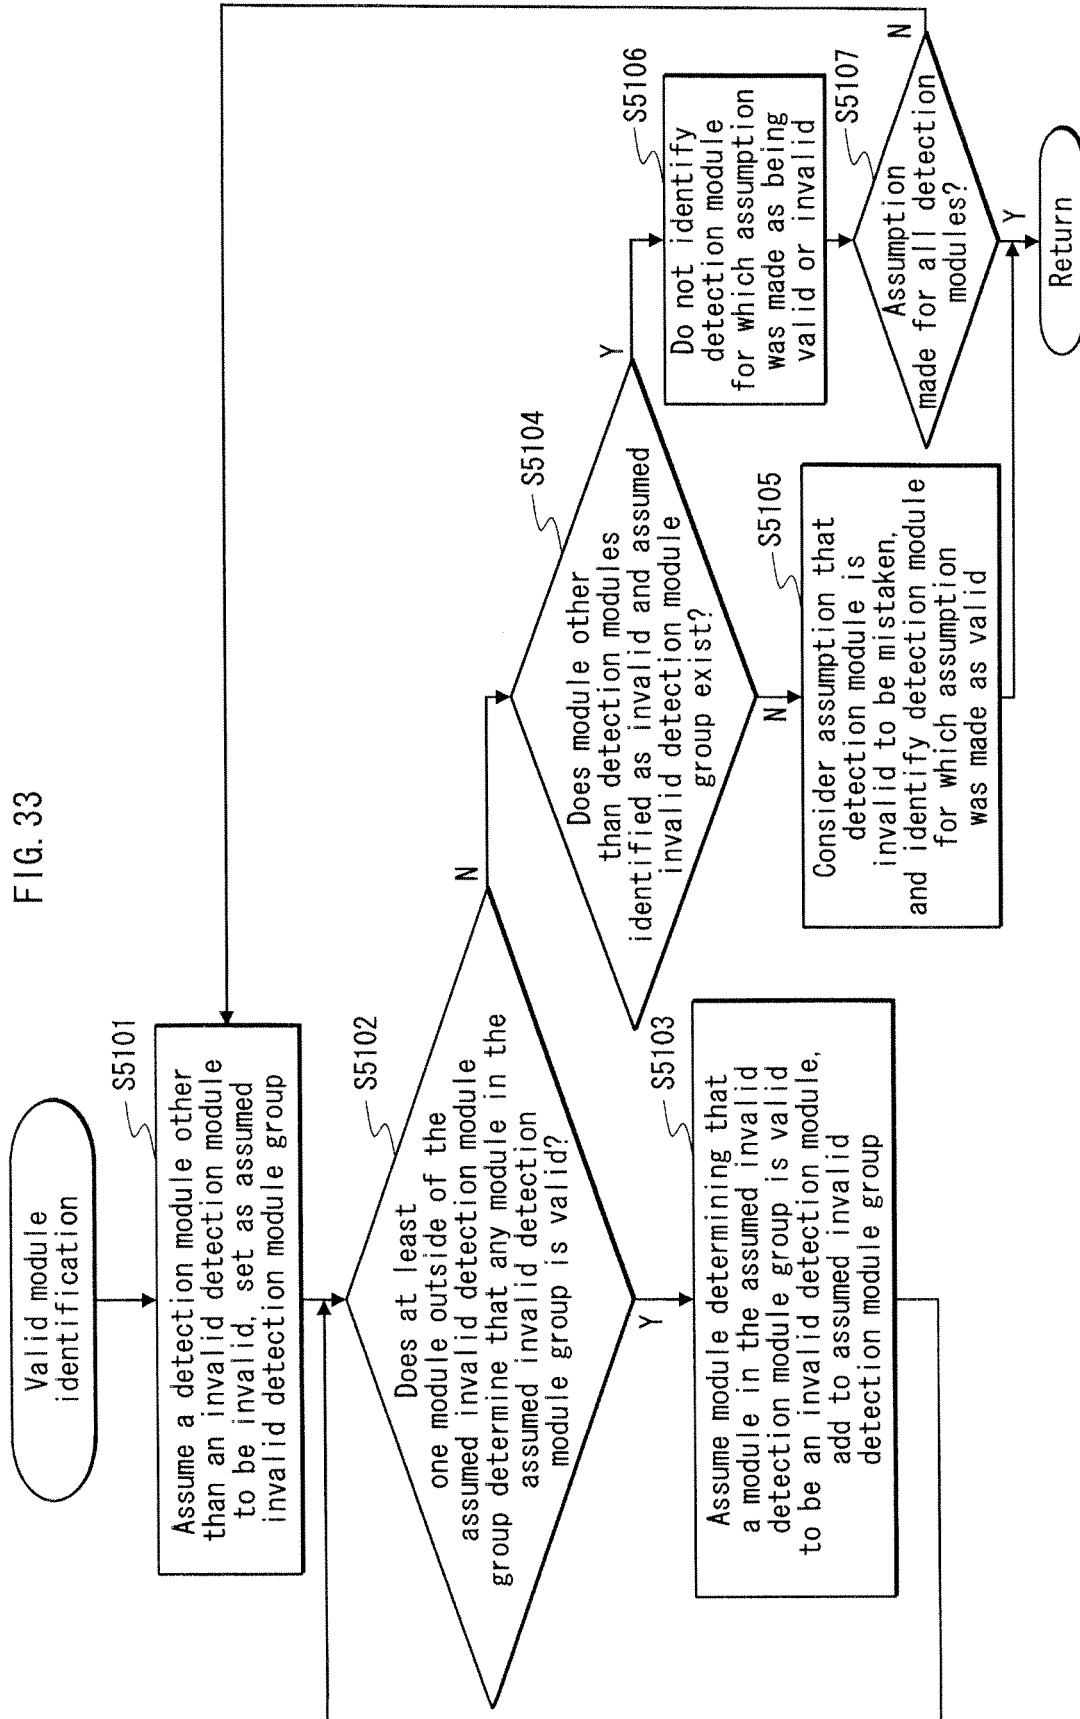 FIG. 33
Valid module
identification
S5101
Assume a detection module other
than an invalid detection module
to be invalid, set as assumed
invalid detection module group
S5102
Does at least
one module outside of the
assumed invalid detection module
group determine that any module in the
assumed invalid detection
module group is valid?
N
Y
S5103
Assume module determining that
a module in the assumed invalid
detection module group is valid
to be an invalid detection module,
add to assumed invalid
detection module group
S5104
Does module other
than detection modules
identified as invalid and assumed
invalid detection module
group exist?
Y
N
S5105
Consider assumption that
detection module is
invalid to be mistaken,
and identify detection module
for which assumption
was made as valid
S5106
Do not identify
detection module
for which assumption
was made as being
valid or invalid
S5107
Assumption
made for all detection
modules?
N
Y
Return